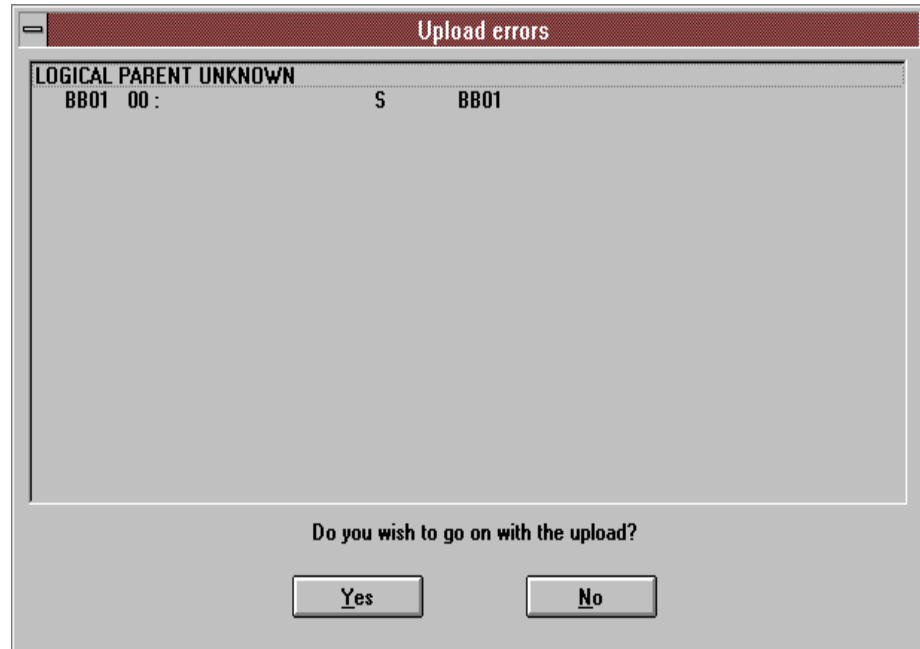 Upload errors
LOGICAL PARENT UNKNOWN
BB01 00 : S BB01
Do you wish to go on with the upload?
Yes No